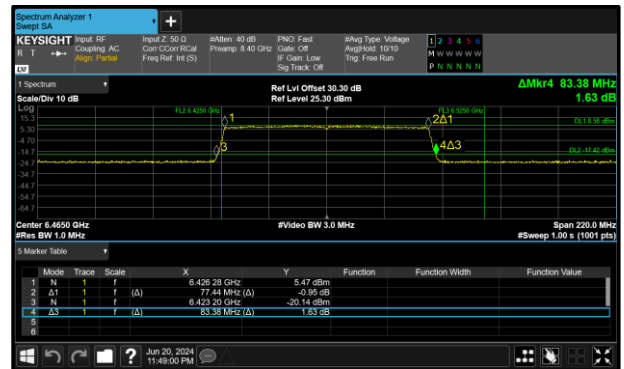 Spectrum Analyzer 1
Swept SA
KEYSIGHT Input: RF Input Z: 50 Ω #Atten: 40 dB PNO: Fast #Avg Type: Voltage 1 2 3 4 5 6
R T Coupling: AC Corr CCorr RCal Preamp: 8.40 GHz Gate: Off Avg|Hold: 10/10 M W W W W W
Align: Partial Freq Ref: Int (S) IF Gain: Low Trig: Free Run
Sig Track: Off P N N N N N
LXI
1 Spectrum Ref Lvl Offset 30.30 dB ΔMkr4 83.38 MHz
Scale/Div 10 dB Ref Level 25.30 dBm 1.63 dB
Log
15.3 FL2 6.4250 GHz 1 FL3 6.5250 GHz 2Δ1 DL1 8.58 dBm
5.30
-4.70
-14.7 3 4Δ3 DL2 -17.42 dBm
-24.7
-34.7
-44.7
-54.7
-64.7
Center 6.4650 GHz #Video BW 3.0 MHz Span 220.0 MHz
#Res BW 1.0 MHz #Sweep 1.00 s (1001 pts)
5 Marker Table
Mode Trace Scale X Y Function Function Width Function Value
1 N 1 f 6.426 28 GHz 5.47 dBm
2 Δ1 1 f (Δ) 77.44 MHz (Δ) -0.95 dB
3 N 1 f 6.423 20 GHz -20.14 dBm
4 Δ3 1 f (Δ) 83.38 MHz (Δ) 1.63 dB
5
6
? Jun 20, 2024
11:49:00 PM